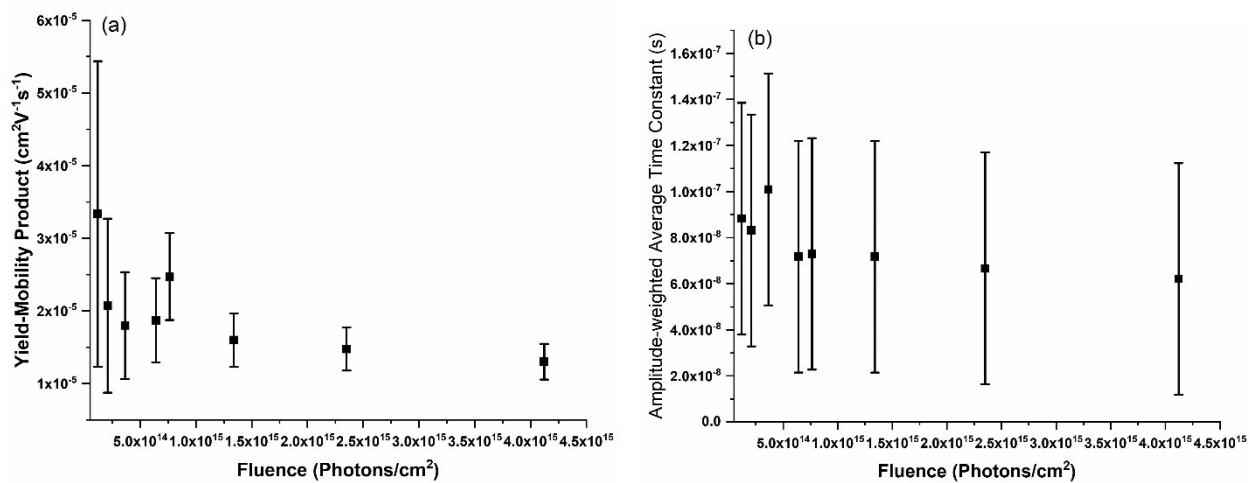 (a)
Yield-Mobility Product (cm²V⁻¹s⁻¹)
6x10⁻⁵
5x10⁻⁵
4x10⁻⁵
3x10⁻⁵
2x10⁻⁵
1x10⁻⁵
5.0x10¹⁴ 1.0x10¹⁵ 1.5x10¹⁵ 2.0x10¹⁵ 2.5x10¹⁵ 3.0x10¹⁵ 3.5x10¹⁵ 4.0x10¹⁵ 4.5x10¹⁵
Fluence (Photons/cm²)
(b)
Amplitude-weighted Average Time Constant (s)
1.6x10⁻⁷
1.4x10⁻⁷
1.2x10⁻⁷
1.0x10⁻⁷
8.0x10⁻⁸
6.0x10⁻⁸
4.0x10⁻⁸
2.0x10⁻⁸
0.0
5.0x10¹⁴ 1.0x10¹⁵ 1.5x10¹⁵ 2.0x10¹⁵ 2.5x10¹⁵ 3.0x10¹⁵ 3.5x10¹⁵ 4.0x10¹⁵ 4.5x10¹⁵
Fluence (Photons/cm²)